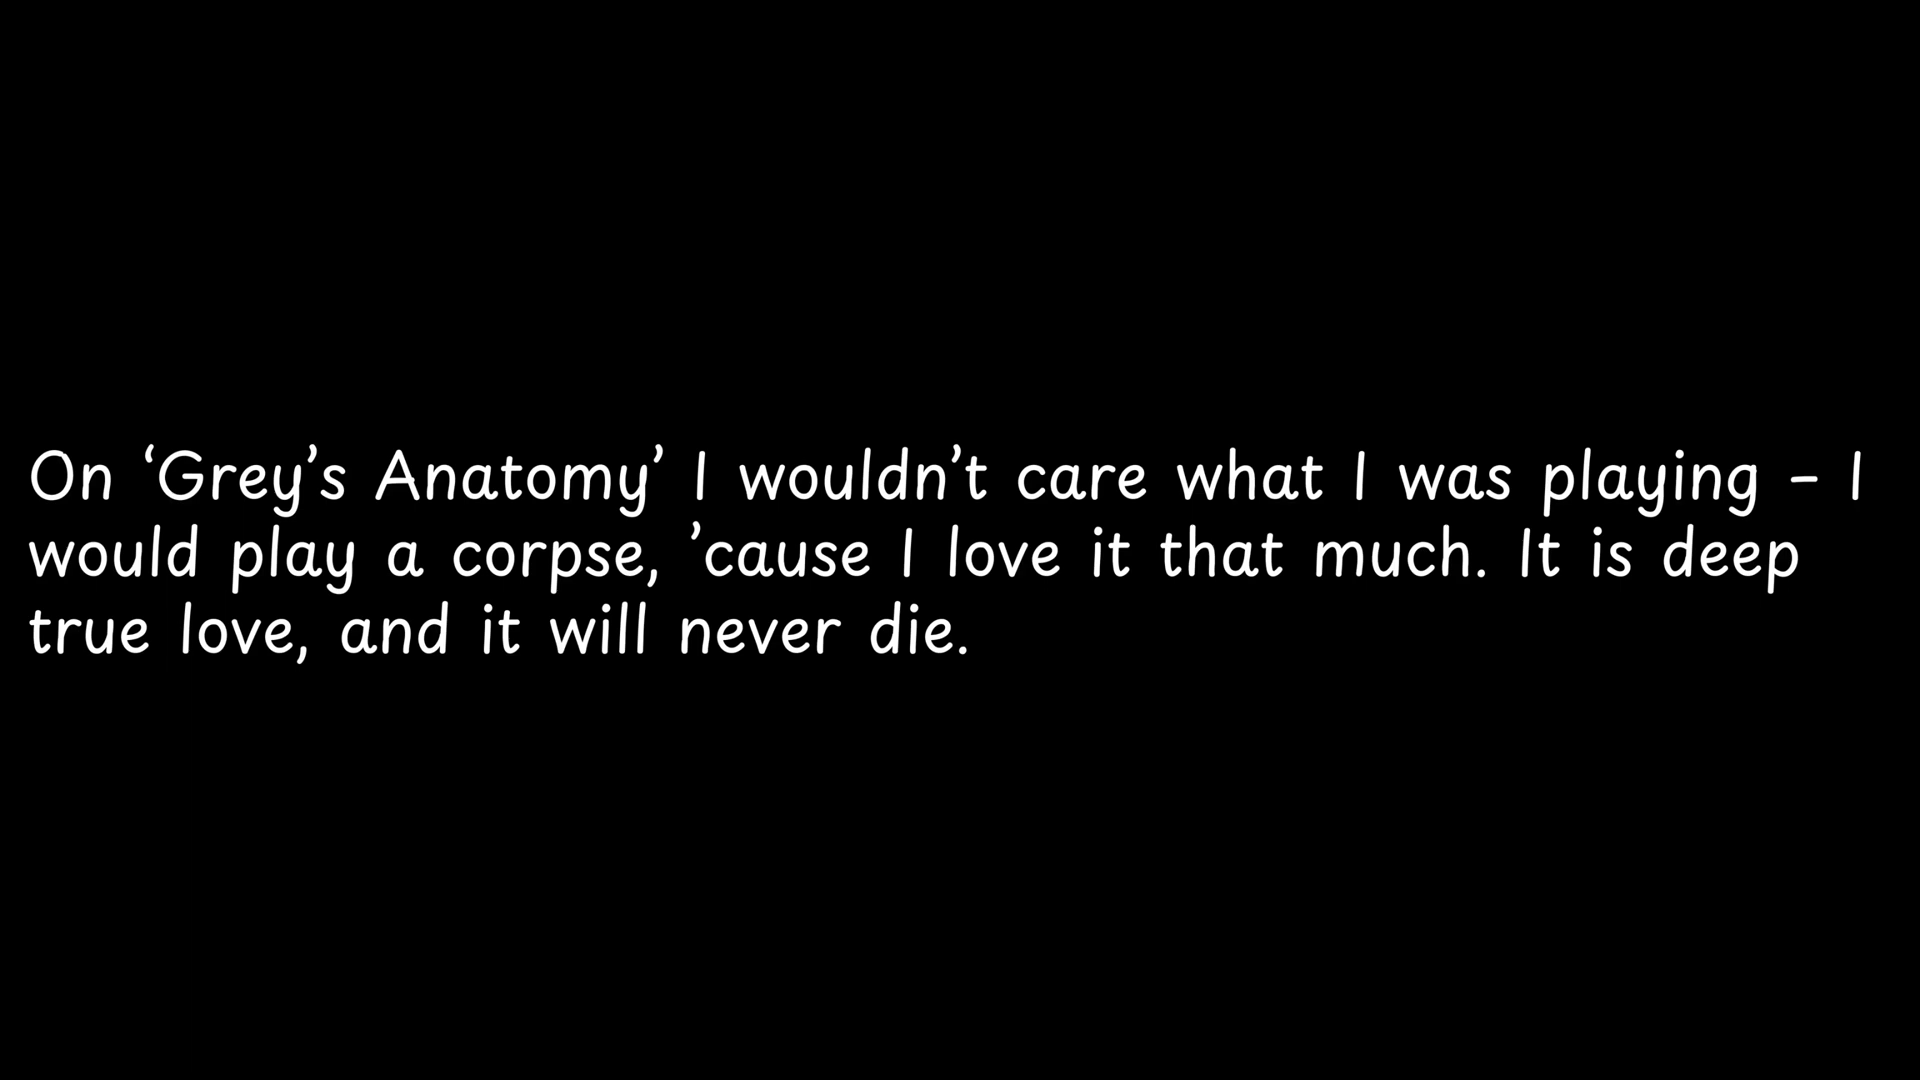 On ‘Grey’s Anatomy’ I wouldn’t care what I was playing – I
would play a corpse, ’cause I love it that much. It is deep
true love, and it will never die.